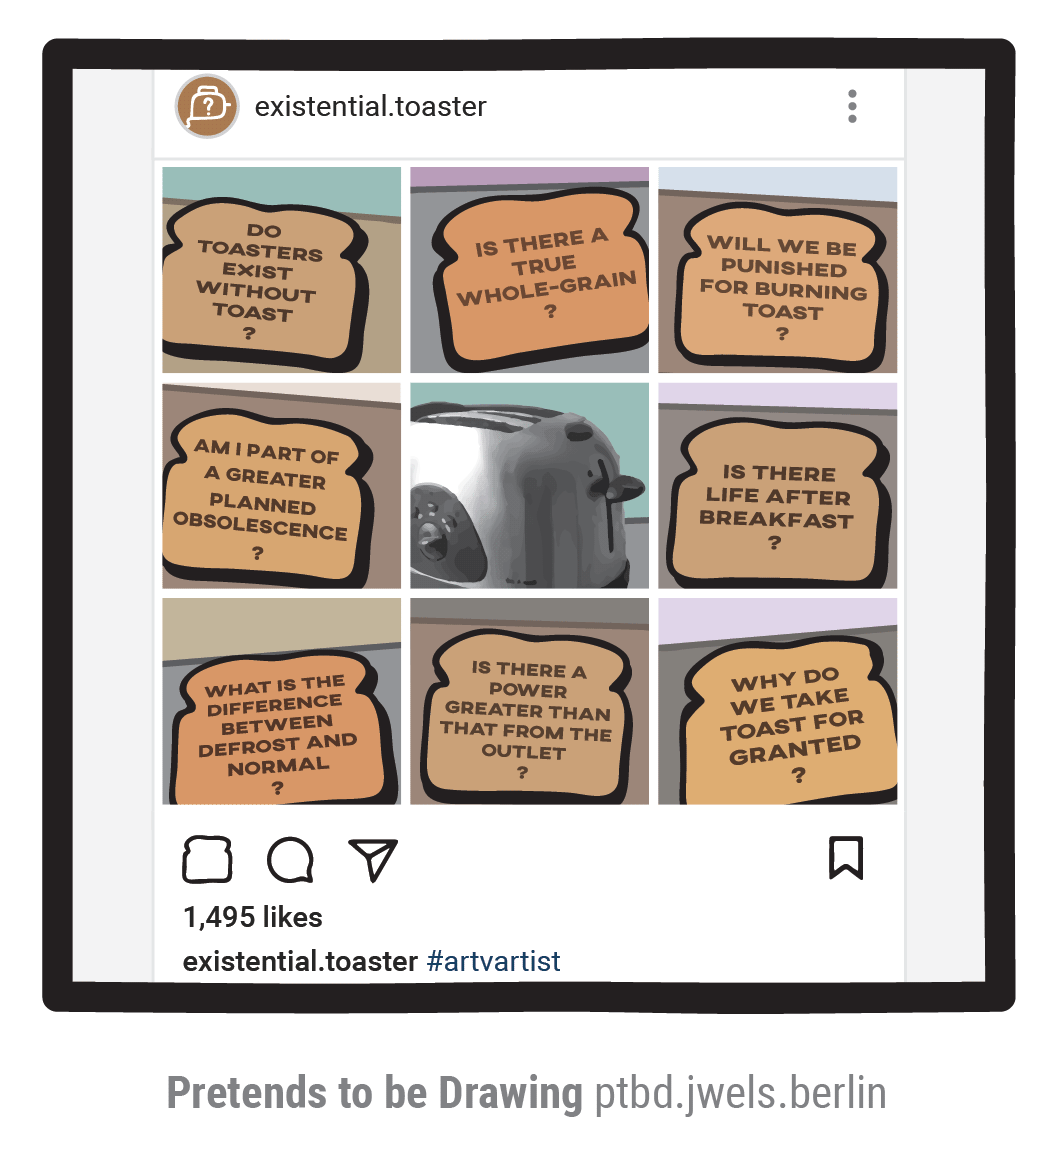 ?
existential.toaster
DO
TOASTERS
EXIST
WITHOUT
TOAST
?
IS THERE A
TRUE
WHOLE-GRAIN
?
WILL WE BE
PUNISHED
FOR BURNING
TOAST
?
AM I PART OF
A GREATER
PLANNED
OBSOLESCENCE
?
IS THERE
LIFE AFTER
BREAKFAST
?
WHAT IS THE
DIFFERENCE
BETWEEN
DEFROST AND
NORMAL
?
IS THERE A
POWER
GREATER THAN
THAT FROM THE
OUTLET
?
WHY DO
WE TAKE
TOAST FOR
GRANTED
?
1,495 likes
existential.toaster #artvartist
Pretends to be Drawing ptbd.jwels.berlin